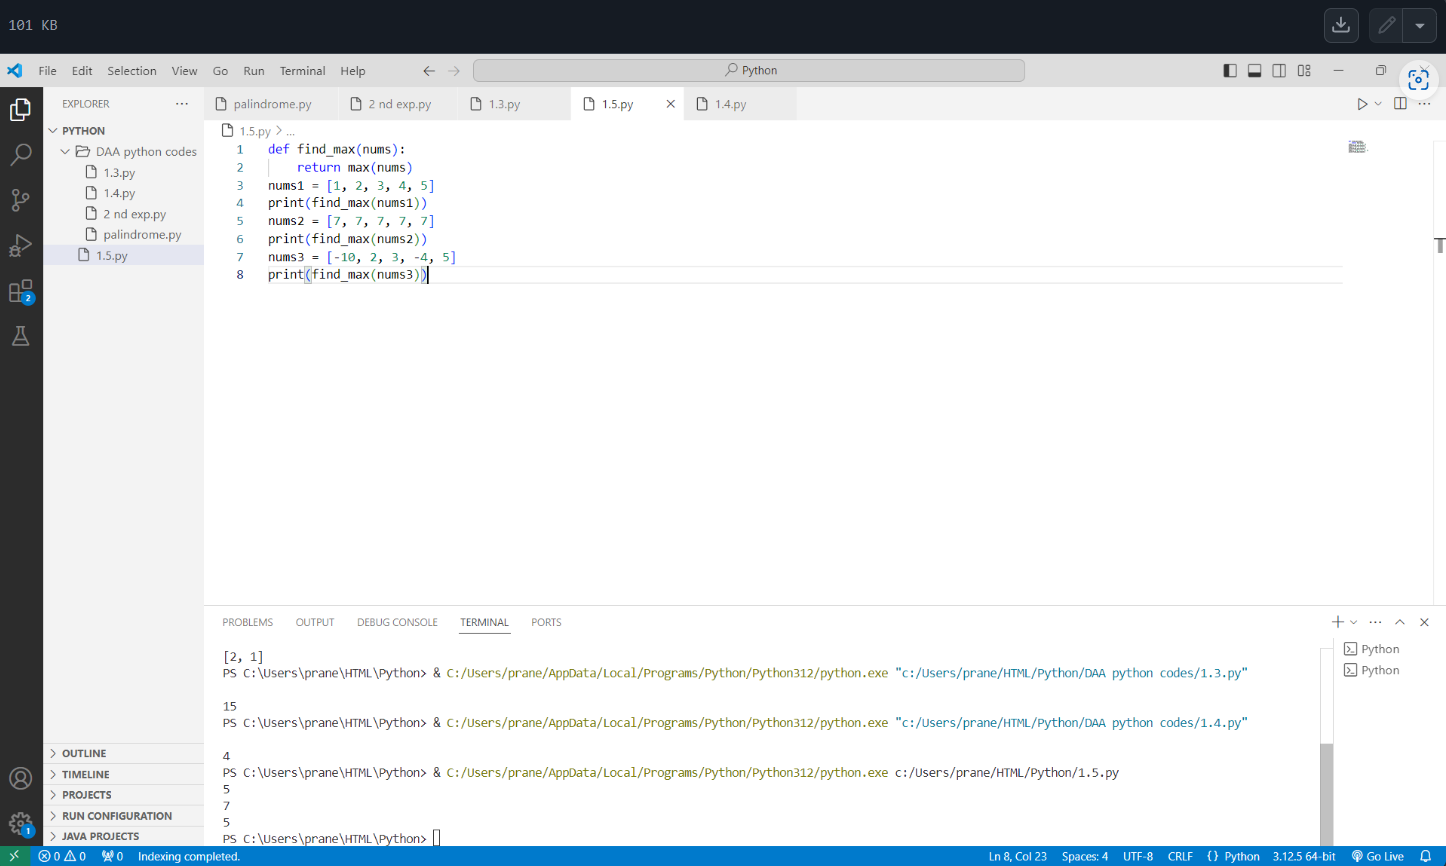 101 KB
File Edit Selection View Go Run Terminal Help
Python
EXPLORER
palindrome.py 2 nd exp.py 1.3.py 1.5.py 1.4.py
PYTHON
DAA python codes
1.3.py
1.4.py
2 nd exp.py
palindrome.py
1.5.py
1.5.py > ...
1 def find_max(nums):
2     return max(nums)
3 nums1 = [1, 2, 3, 4, 5]
4 print(find_max(nums1))
5 nums2 = [7, 7, 7, 7, 7]
6 print(find_max(nums2))
7 nums3 = [-10, 2, 3, -4, 5]
8 print(find_max(nums3))
PROBLEMS OUTPUT DEBUG CONSOLE TERMINAL PORTS
[2, 1]
PS C:\Users\prane\HTML\Python> & C:/Users/prane/AppData/Local/Programs/Python/Python312/python.exe "c:/Users/prane/HTML/Python/DAA python codes/1.3.py"
15
PS C:\Users\prane\HTML\Python> & C:/Users/prane/AppData/Local/Programs/Python/Python312/python.exe "c:/Users/prane/HTML/Python/DAA python codes/1.4.py"
4
PS C:\Users\prane\HTML\Python> & C:/Users/prane/AppData/Local/Programs/Python/Python312/python.exe c:/Users/prane/HTML/Python/1.5.py
5
7
5
PS C:\Users\prane\HTML\Python>
Python
Python
OUTLINE
TIMELINE
PROJECTS
RUN CONFIGURATION
JAVA PROJECTS
2
1
0 0 0 Indexing completed. Ln 8, Col 23 Spaces: 4 UTF-8 CRLF {} Python 3.12.5 64-bit Go Live